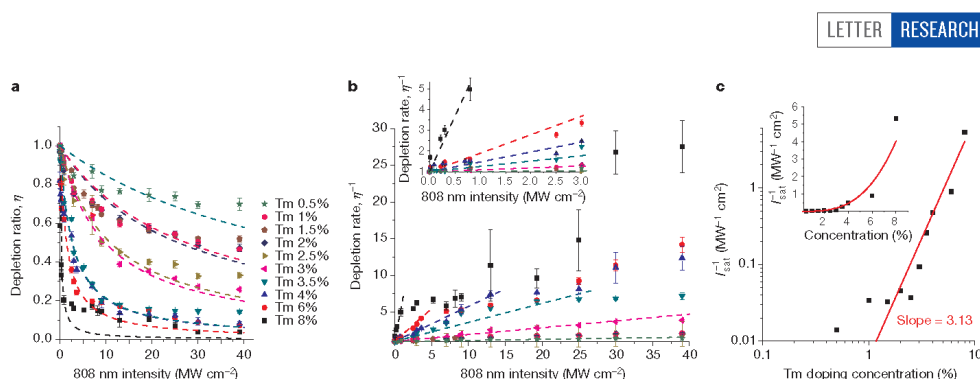 LETTER RESEARCH
a
Depletion ratio, η
1.0
0.8
0.6
0.4
0.2
0.0
0 10 20 30 40
808 nm intensity (MW cm−2)
Tm 0.5%
Tm 1%
Tm 1.5%
Tm 2%
Tm 2.5%
Tm 3%
Tm 3.5%
Tm 4%
Tm 6%
Tm 8%
b
Depletion rate, η−1
30
25
20
15
10
5
0 5 10 15 20 25 30 35 40
808 nm intensity (MW cm−2)
Depletion rate, η−1
5
4
3
2
1
0.0 0.5 1.0 1.5 2.0 2.5 3.0
808 nm intensity (MW cm−2)
c
I−1sat (MW−1 cm2)
1
0.1
0.01
0.1 1 10
Tm doping concentration (%)
Slope = 3.13
I−1sat (MW−1 cm2)
6
5
4
3
2
1
2 4 6 8
Concentration (%)